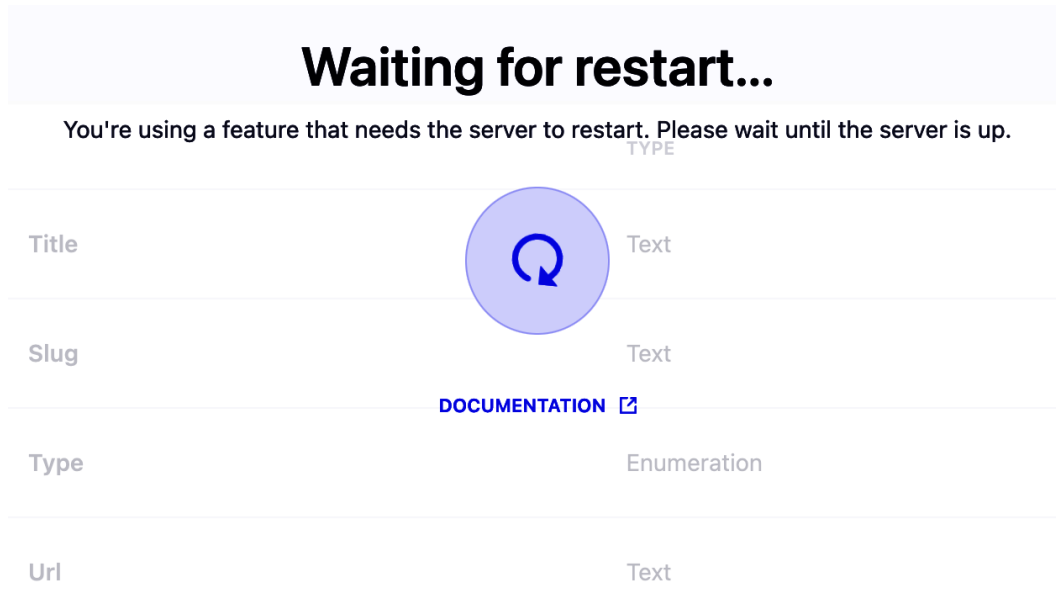 Waiting for restart...
You're using a feature that needs the server to restart. Please wait until the server is up.
TYPE
Title Text
Slug Text
DOCUMENTATION
Type Enumeration
Url Text